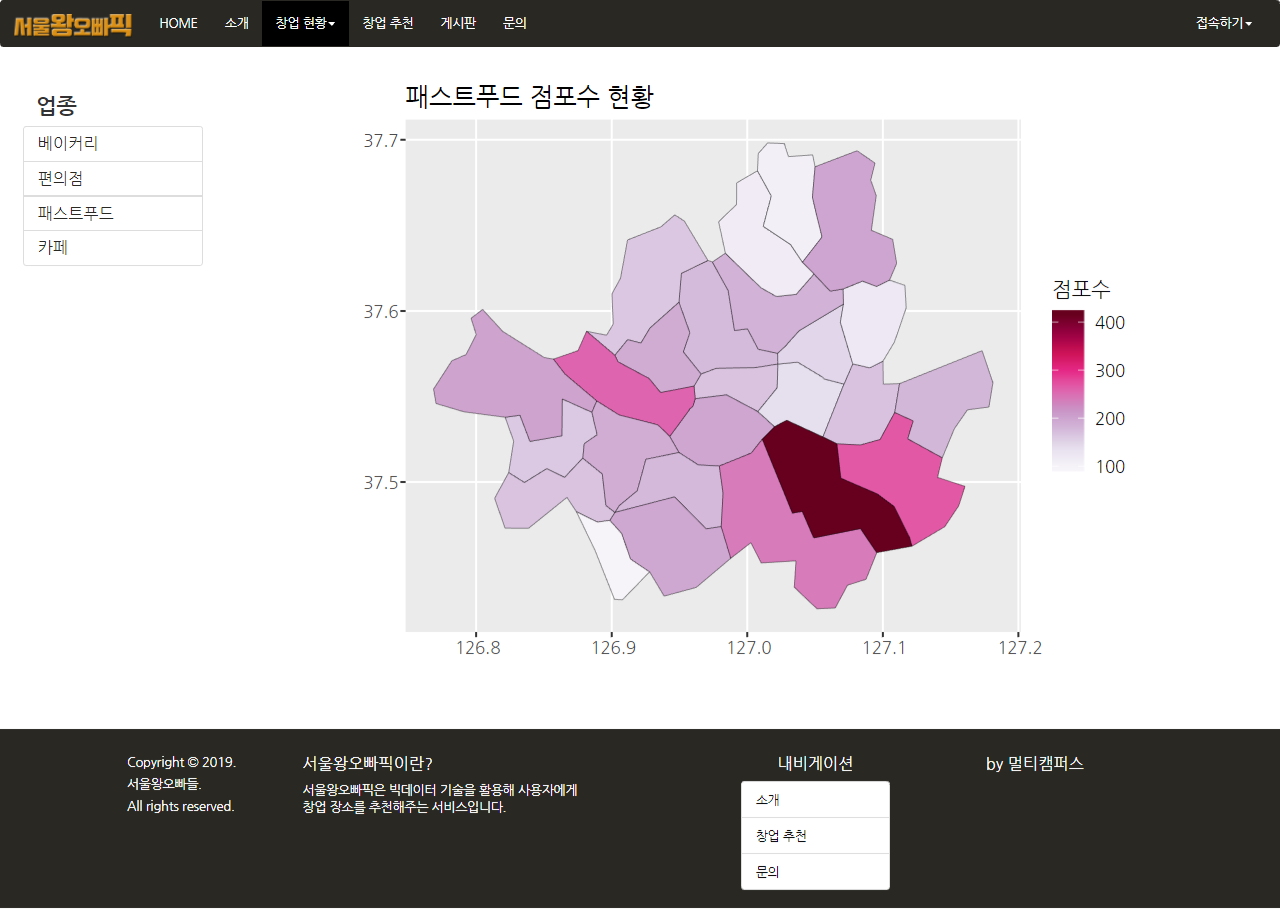 서울왕오빠픽 HOME 소개 창업 현황 창업 추천 게시판 문의 접속하기
업종
베이커리
편의점
패스트푸드
카페
패스트푸드 점포수 현황
37.7
37.6
37.5
126.8 126.9 127.0 127.1 127.2
점포수
400
300
200
100
Copyright © 2019.
서울왕오빠들.
All rights reserved.
서울왕오빠픽이란?
서울왕오빠픽은 빅데이터 기술을 활용해 사용자에게
창업 장소를 추천해주는 서비스입니다.
내비게이션
소개
창업 추천
문의
by 멀티캠퍼스